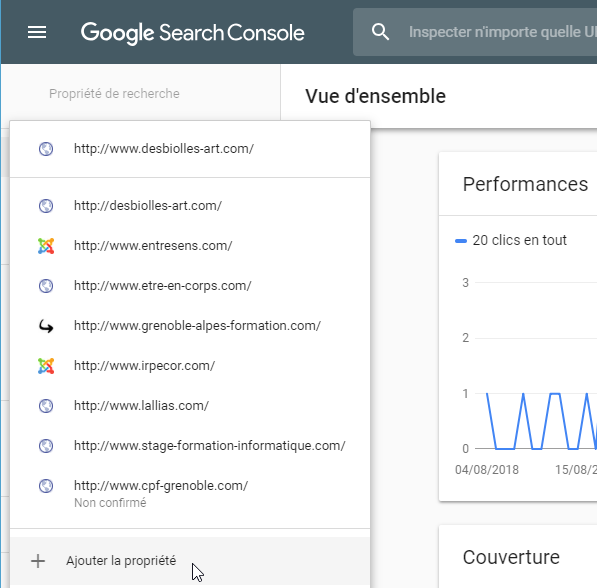 Google Search Console
Inspecter n'importe quelle U
Propriété de recherche
Vue d'ensemble
http://www.desbiolles-art.com/
http://desbiolles-art.com/
http://www.entresens.com/
http://www.etre-en-corps.com/
http://www.grenoble-alpes-formation.com/
http://www.irpecor.com/
http://www.lallias.com/
http://www.stage-formation-informatique.com/
http://www.cpf-grenoble.com/
Non confirmé
Ajouter la propriété
Performances
20 clics en tout
3
2
1
0
04/08/2018
15/08/2
Couverture